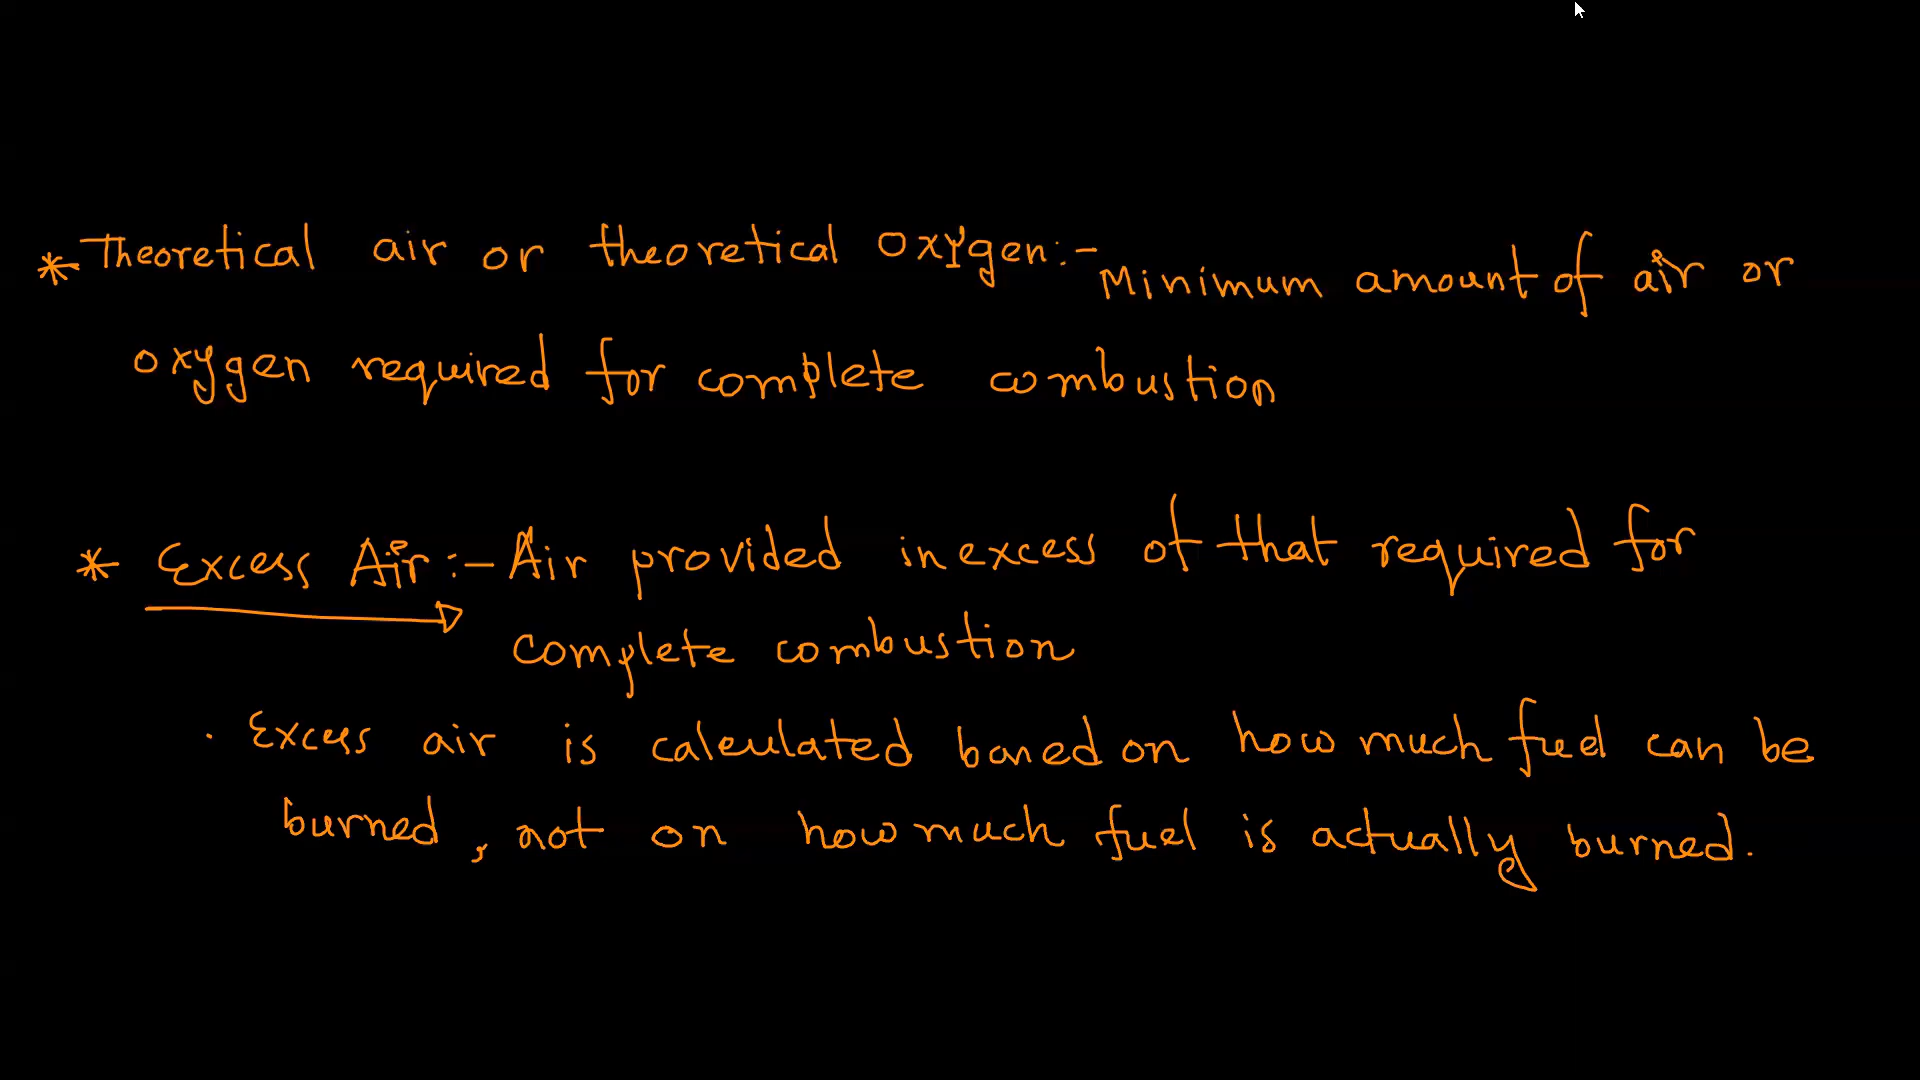 * Theoretical air or theoretical oxygen:- Minimum amount of air or
oxygen required for complete combustion
* Excess Air:- Air provided in excess of that required for
complete combustion
. Excess air is calculated based on how much fuel can be
burned, not on how much fuel is actually burned.